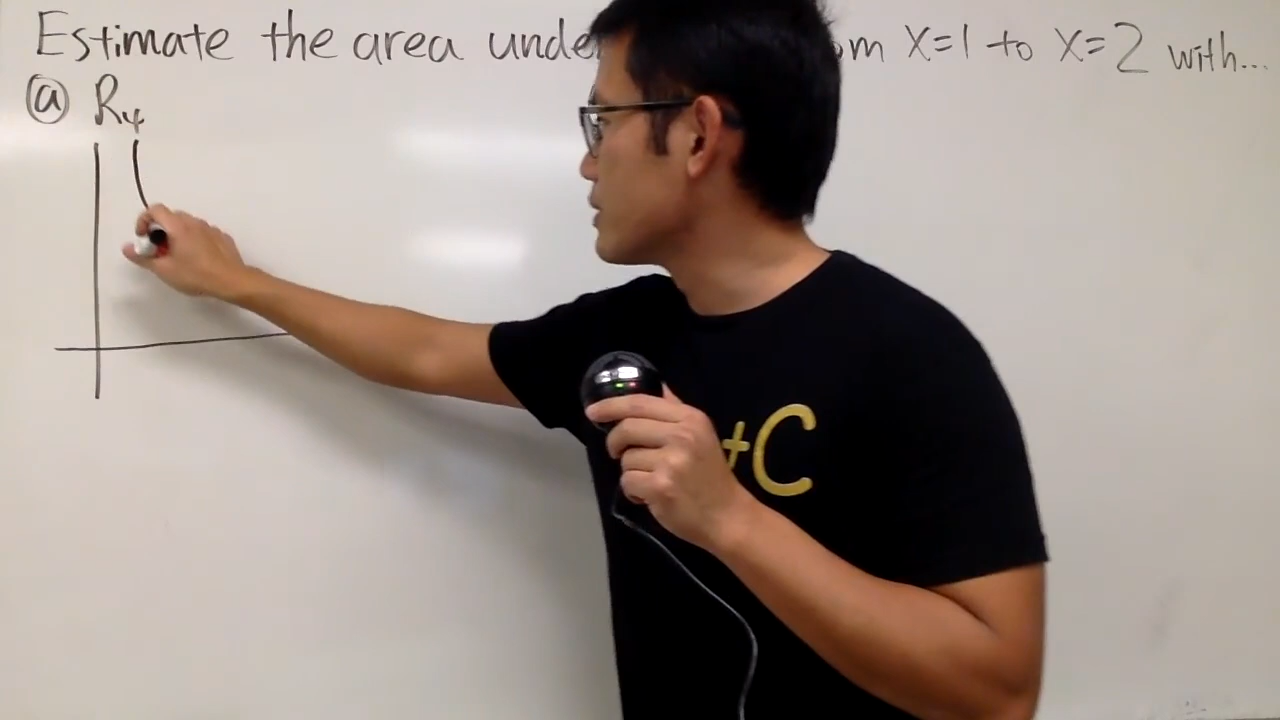 Estimate the area unde om x=1 to x=2 with...
ⓐ R₄
+C